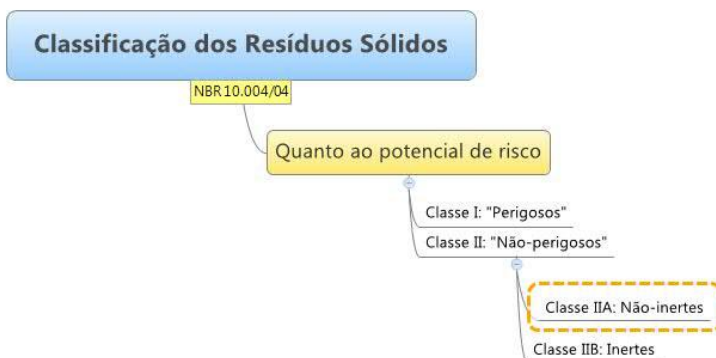 Classificação dos Resíduos Sólidos
NBR 10.004/04
Quanto ao potencial de risco
Classe I: "Perigosos"
Classe II: "Não-perigosos"
Classe IIA: Não-inertes
Classe IIB: Inertes